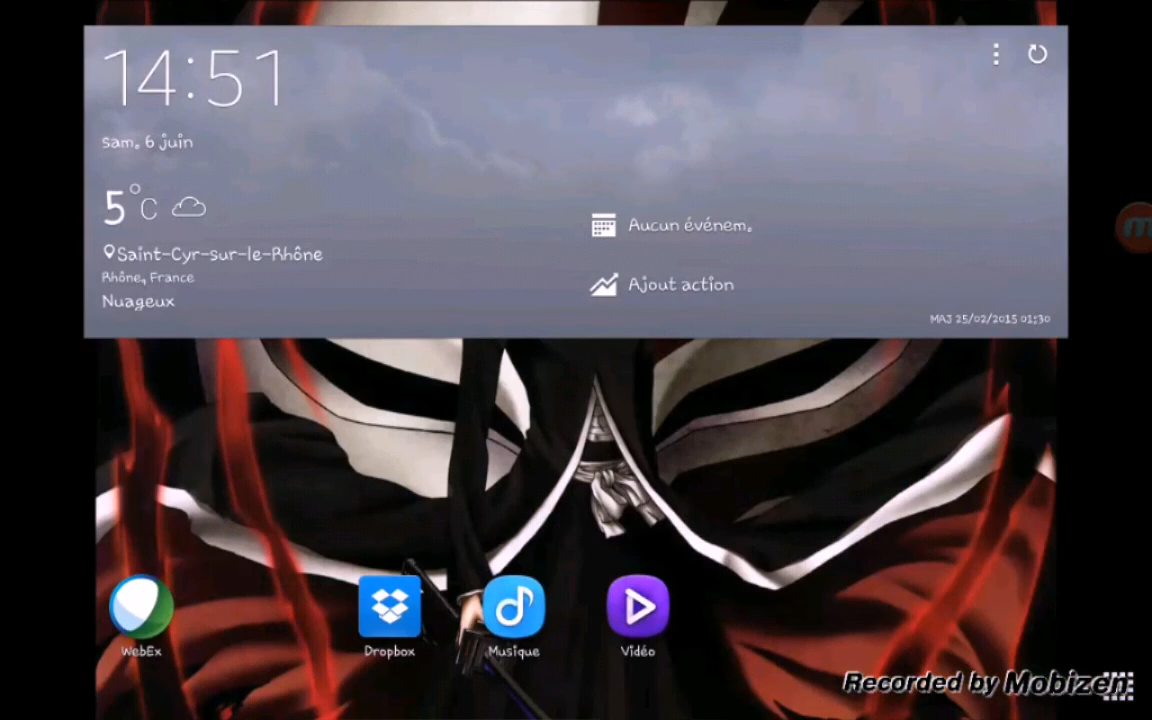 14:51
sam. 6 juin
5°C
Saint-Cyr-sur-le-Rhône
Rhône, France
Nuageux
Aucun événem.
Ajout action
MAJ 25/02/2015 01:30
WebEx
Dropbox
Musique
Vidéo
Recorded by Mobizen